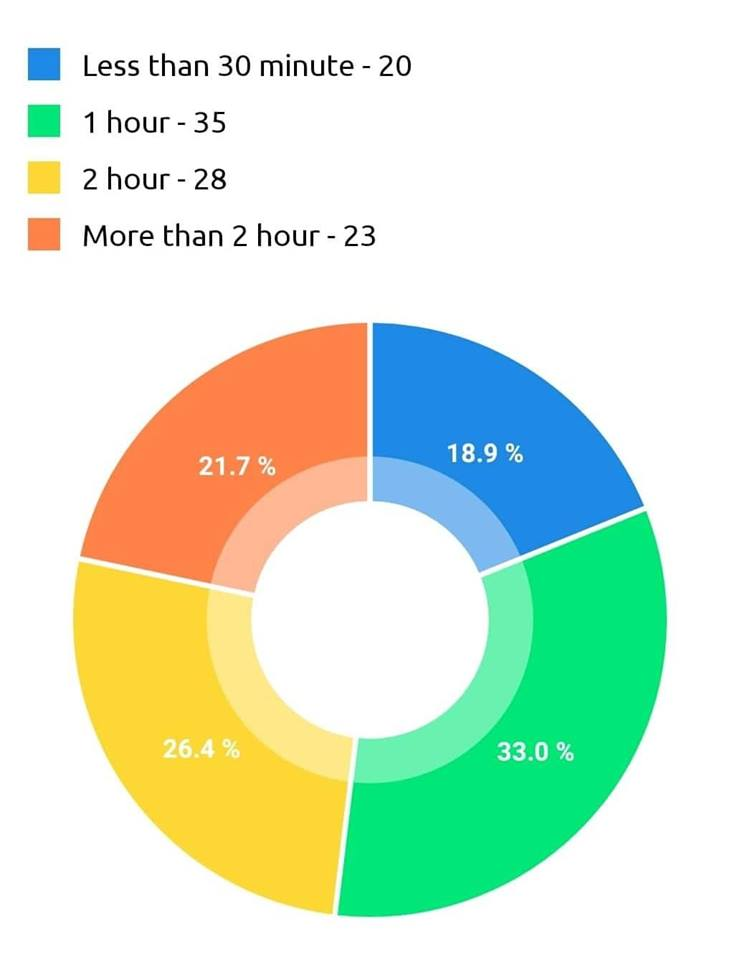 Less than 30 minute - 20
1 hour - 35
2 hour - 28
More than 2 hour - 23
21.7 %
18.9 %
26.4 %
33.0 %